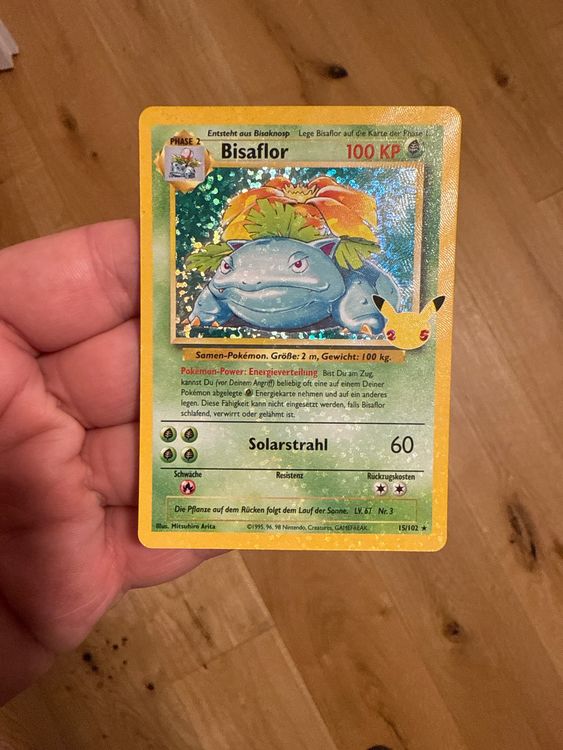 Entsteht aus Bisaknosp Lege Bisaflor auf die Karte der Phase 1.
PHASE 2
Bisaflor 100 KP
25
Samen-Pokémon. Größe: 2 m, Gewicht: 100 kg.
Pokémon-Power: Energieverteilung Bist Du am Zug,
kannst Du (vor Deinem Angriff) beliebig oft eine auf einem Deiner
Pokémon abgelegte Energiekarte nehmen und auf ein anderes
legen. Diese Fähigkeit kann nicht eingesetzt werden, falls Bisaflor
schlafend, verwirrt oder gelähmt ist.
Solarstrahl 60
Schwäche Resistenz Rückzugskosten
Die Pflanze auf dem Rücken folgt dem Lauf der Sonne. LV. 67 Nr. 3
Illus. Mitsuhiro Arita ©1995, 96, 98 Nintendo, Creatures, GAMEFREAK. 15/102